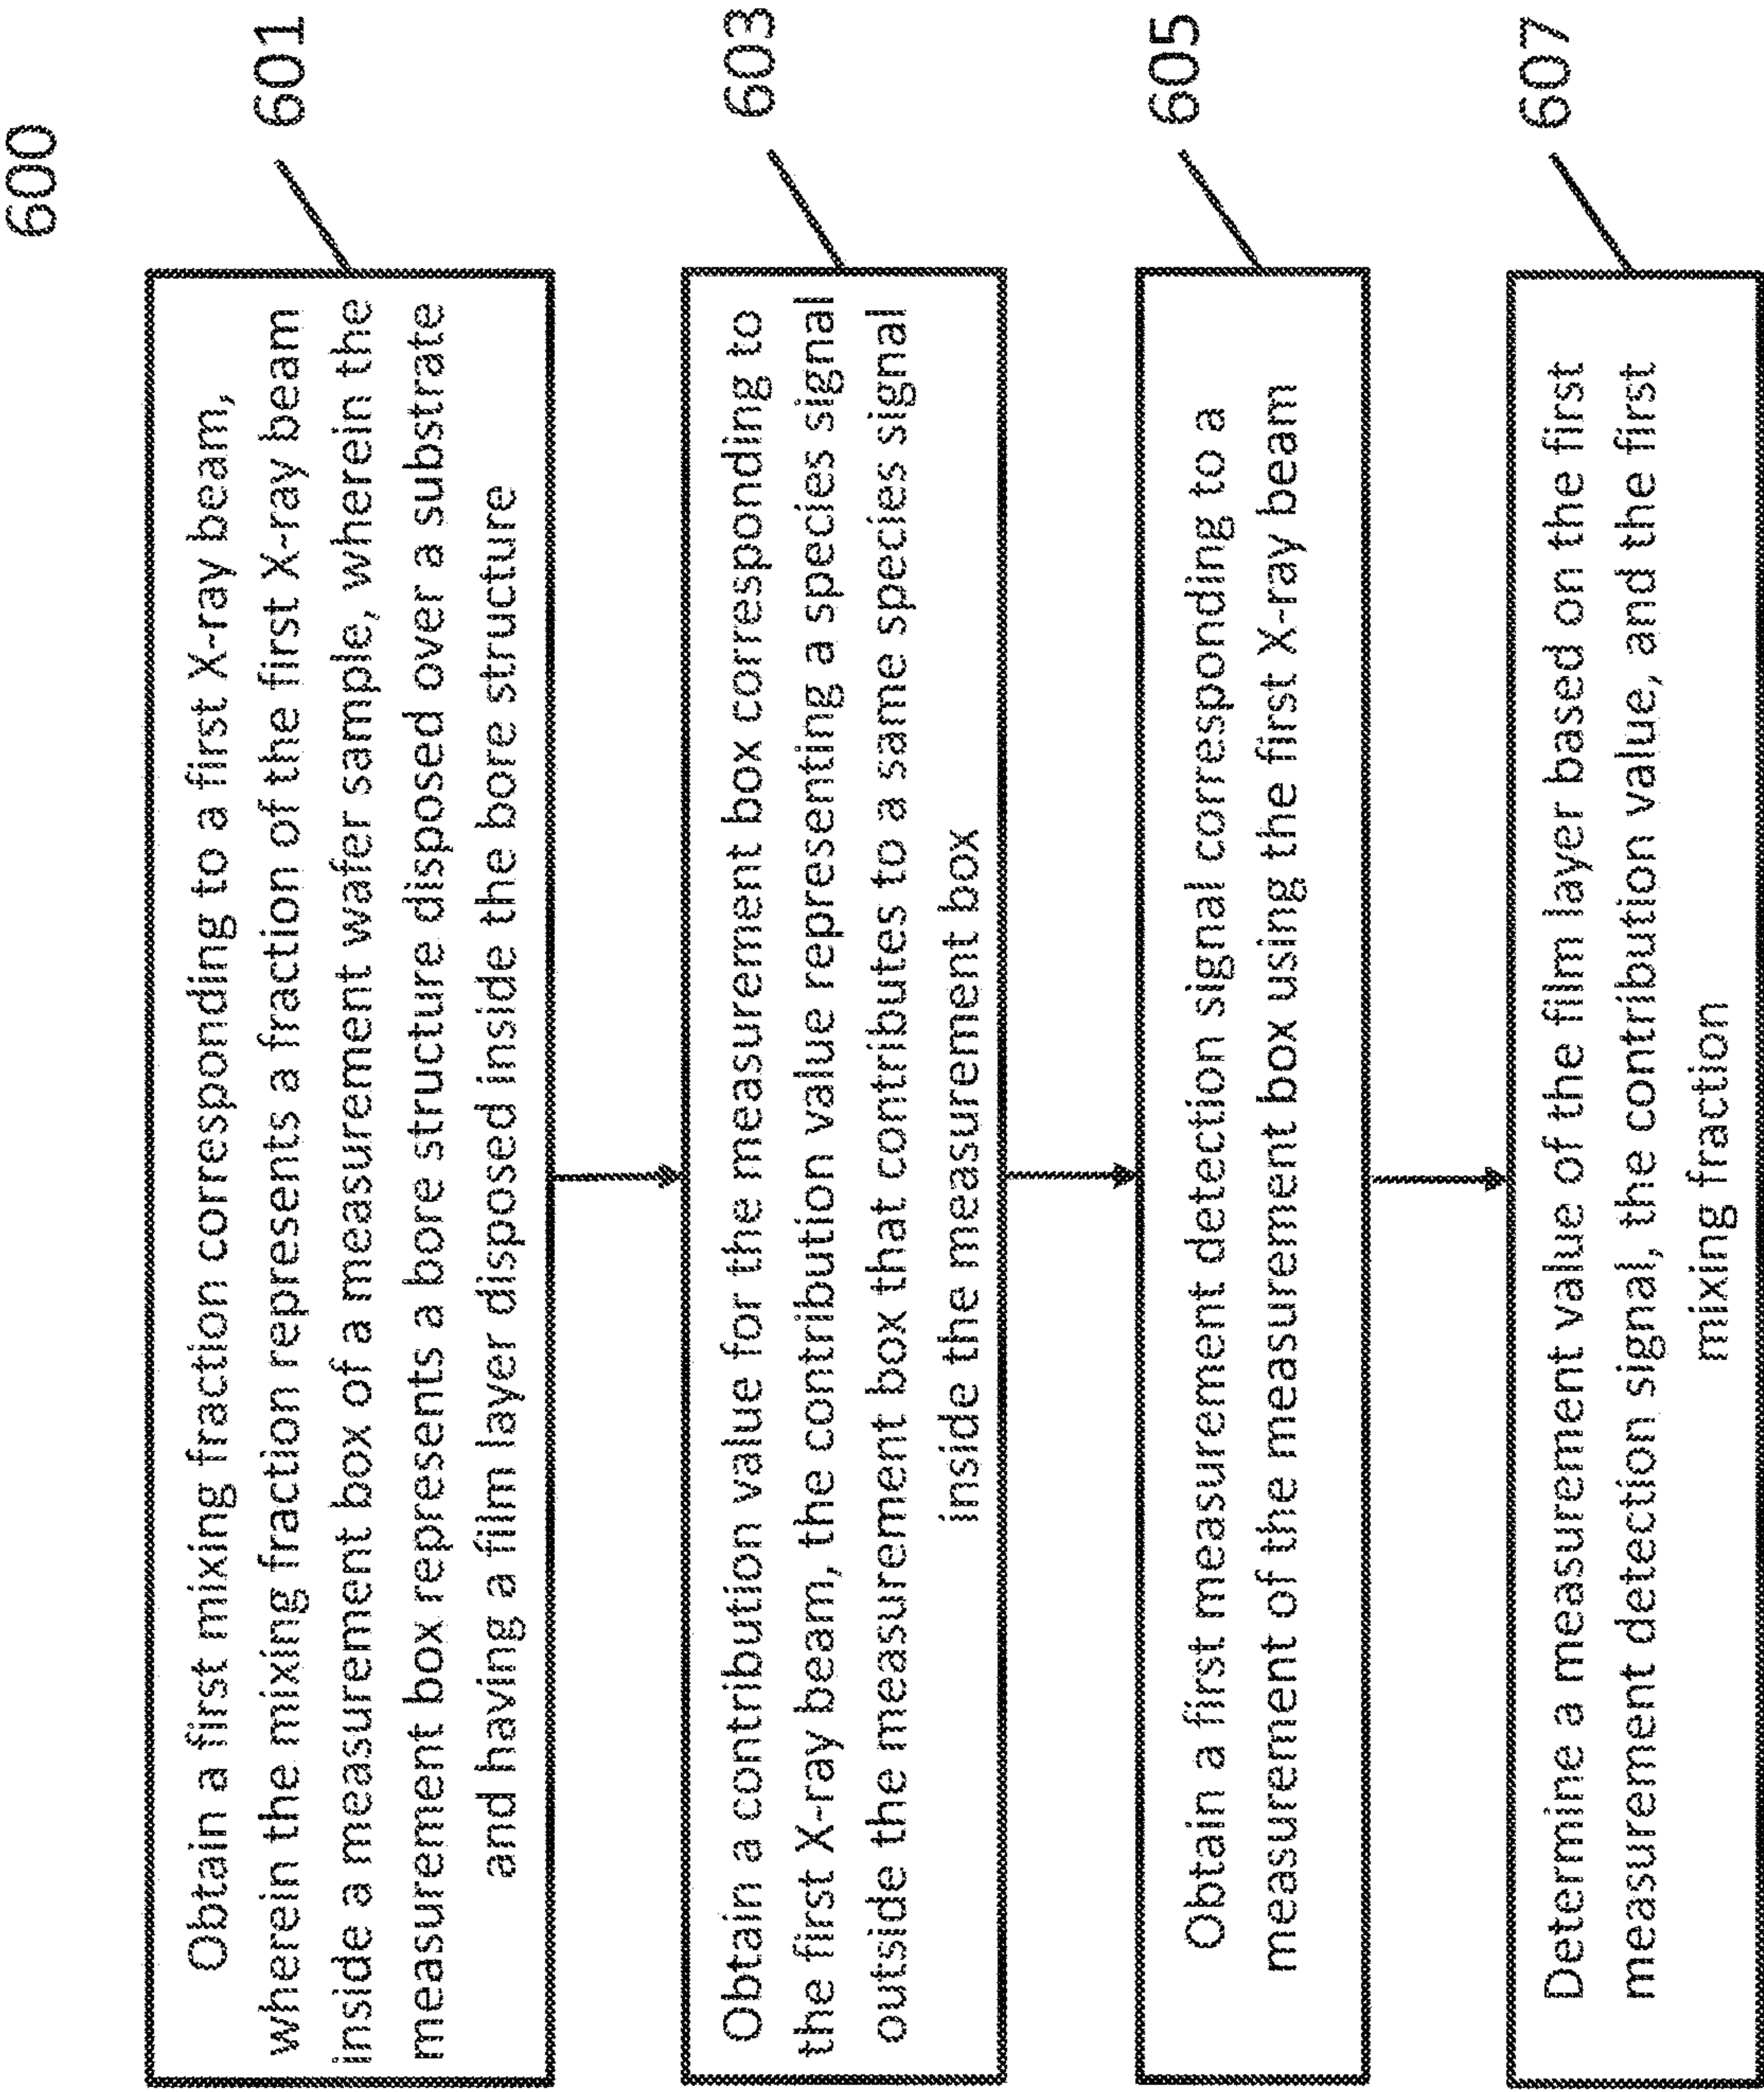 600
Obtain a first mixing fraction corresponding to a first X-ray beam,
wherein the mixing fraction represents a fraction of the first X-ray beam
inside a measurement box of a measurement wafer sample, wherein the
measurement box represents a bore structure disposed over a substrate
and having a film layer disposed inside the bore structure
601
Obtain a contribution value for the measurement box corresponding to
the first X-ray beam, the contribution value representing a species signal
outside the measurement box that contributes to a same species signal
inside the measurement box
603
Obtain a first measurement detection signal corresponding to a
measurement of the measurement box using the first X-ray beam
605
Determine a measurement value of the film layer based on the first
measurement detection signal, the contribution value, and the first
mixing fraction
607